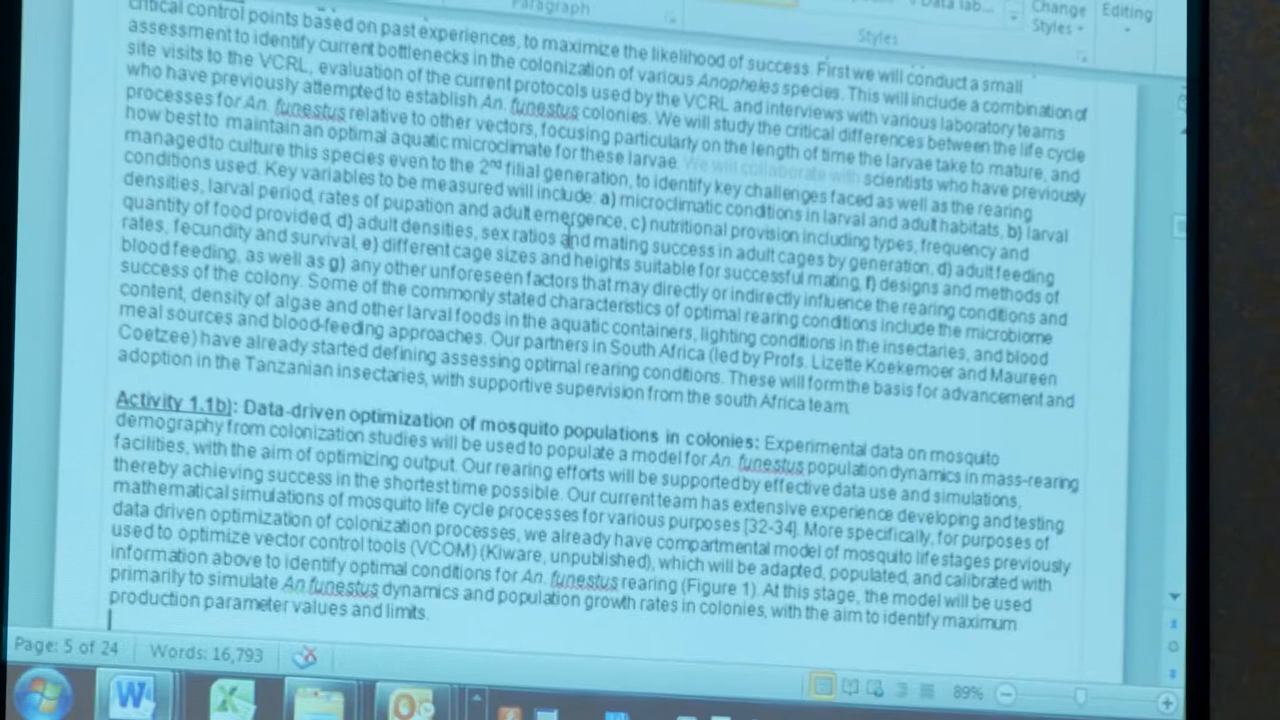 Paragraph
Styles
Change
Styles
Editing
critical control points based on past experiences, to maximize the likelihood of success. First we will conduct a small
assessment to identify current bottlenecks in the colonization of various Anopheles species. This will include a combination of
site visits to the VCRL, evaluation of the current protocols used by the VCRL and interviews with various laboratory teams
who have previously attempted to establish An. funestus colonies. We will study the critical differences between the life cycle
processes for An. funestus relative to other vectors, focusing particularly on the length of time the larvae take to mature, and
how best to maintain an optimal aquatic microclimate for these larvae. We will collaborate with scientists who have previously
managed to culture this species even to the 2nd filial generation, to identify key challenges faced as well as the rearing
conditions used. Key variables to be measured will include: a) microclimatic conditions in larval and adult habitats, b) larval
densities, larval period, rates of pupation and adult emergence, c) nutritional provision including types, frequency and
quantity of food provided, d) adult densities, sex ratios and mating success in adult cages by generation, d) adult feeding
rates, fecundity and survival, e) different cage sizes and heights suitable for successful mating, f) designs and methods of
blood feeding, as well as g) any other unforeseen factors that may directly or indirectly influence the rearing conditions and
success of the colony. Some of the commonly stated characteristics of optimal rearing conditions include the microbiome
content, density of algae and other larval foods in the aquatic containers, lighting conditions in the insectaries, and blood
meal sources and blood-feeding approaches. Our partners in South Africa (led by Profs. Lizette Koekemoer and Maureen
Coetzee) have already started defining assessing optimal rearing conditions. These will form the basis for advancement and
adoption in the Tanzanian insectaries, with supportive supervision from the south Africa team.
Activity 1.1b): Data-driven optimization of mosquito populations in colonies: Experimental data on mosquito
demography from colonization studies will be used to populate a model for An. funestus population dynamics in mass-rearing
facilities, with the aim of optimizing output. Our rearing efforts will be supported by effective data use and simulations,
thereby achieving success in the shortest time possible. Our current team has extensive experience developing and testing
mathematical simulations of mosquito life cycle processes for various purposes [32-34]. More specifically, for purposes of
data driven optimization of colonization processes, we already have compartmental model of mosquito life stages previously
used to optimize vector control tools (VCOM) (Kiware, unpublished), which will be adapted, populated, and calibrated with
information above to identify optimal conditions for An. funestus rearing (Figure 1). At this stage, the model will be used
primarily to simulate An funestus dynamics and population growth rates in colonies, with the aim to identify maximum
production parameter values and limits.
Page: 5 of 24
Words: 16,793
89%